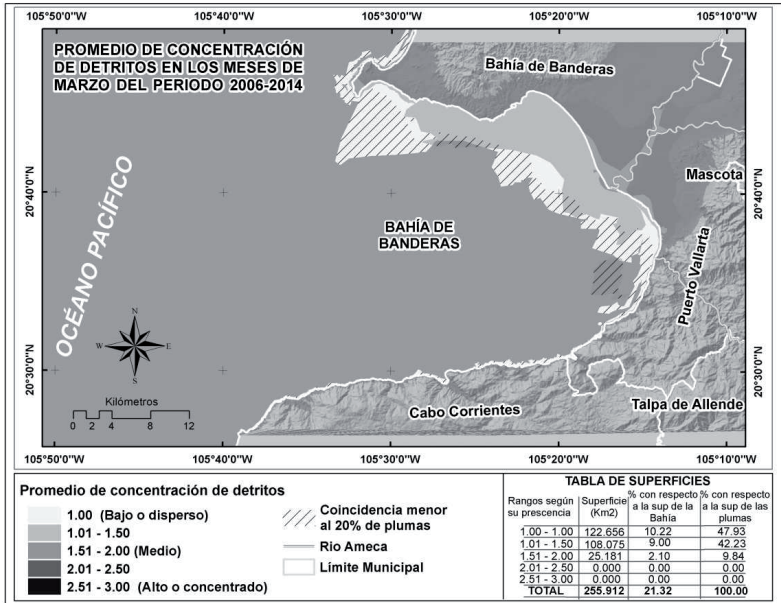 105°50'0"W 105°40'0"W 105°30'0"W 105°20'0"W 105°10'0"W
PROMEDIO DE CONCENTRACIÓN
DE DETRITOS EN LOS MESES DE
MARZO DEL PERIODO 2006-2014
Bahía de Banderas
20°40'0"N
20°40'0"N
Mascota
OCÉANO PACÍFICO
BAHÍA DE
BANDERAS
Puerto Vallarta
N
W E
S
20°30'0"N
20°30'0"N
Kilómetros
0 2 4 8 12
Cabo Corrientes
Talpa de Allende
105°50'0"W 105°40'0"W 105°30'0"W 105°20'0"W 105°10'0"W
Promedio de concentración de detritos
1.00 (Bajo o disperso)
1.01 - 1.50
1.51 - 2.00 (Medio)
2.01 - 2.50
2.51 - 3.00 (Alto o concentrado)
Coincidencia menor
al 20% de plumas
Rio Ameca
Límite Municipal
TABLA DE SUPERFICIES
Rangos según su prescencia Superficie (Km2) % con respecto a la sup de la Bahía % con respecto a la sup de las plumas
1.00 - 1.00 122.656 10.22 47.93
1.01 - 1.50 108.075 9.00 42.23
1.51 - 2.00 25.181 2.10 9.84
2.01 - 2.50 0.000 0.00 0.00
2.51 - 3.00 0.000 0.00 0.00
TOTAL 255.912 21.32 100.00